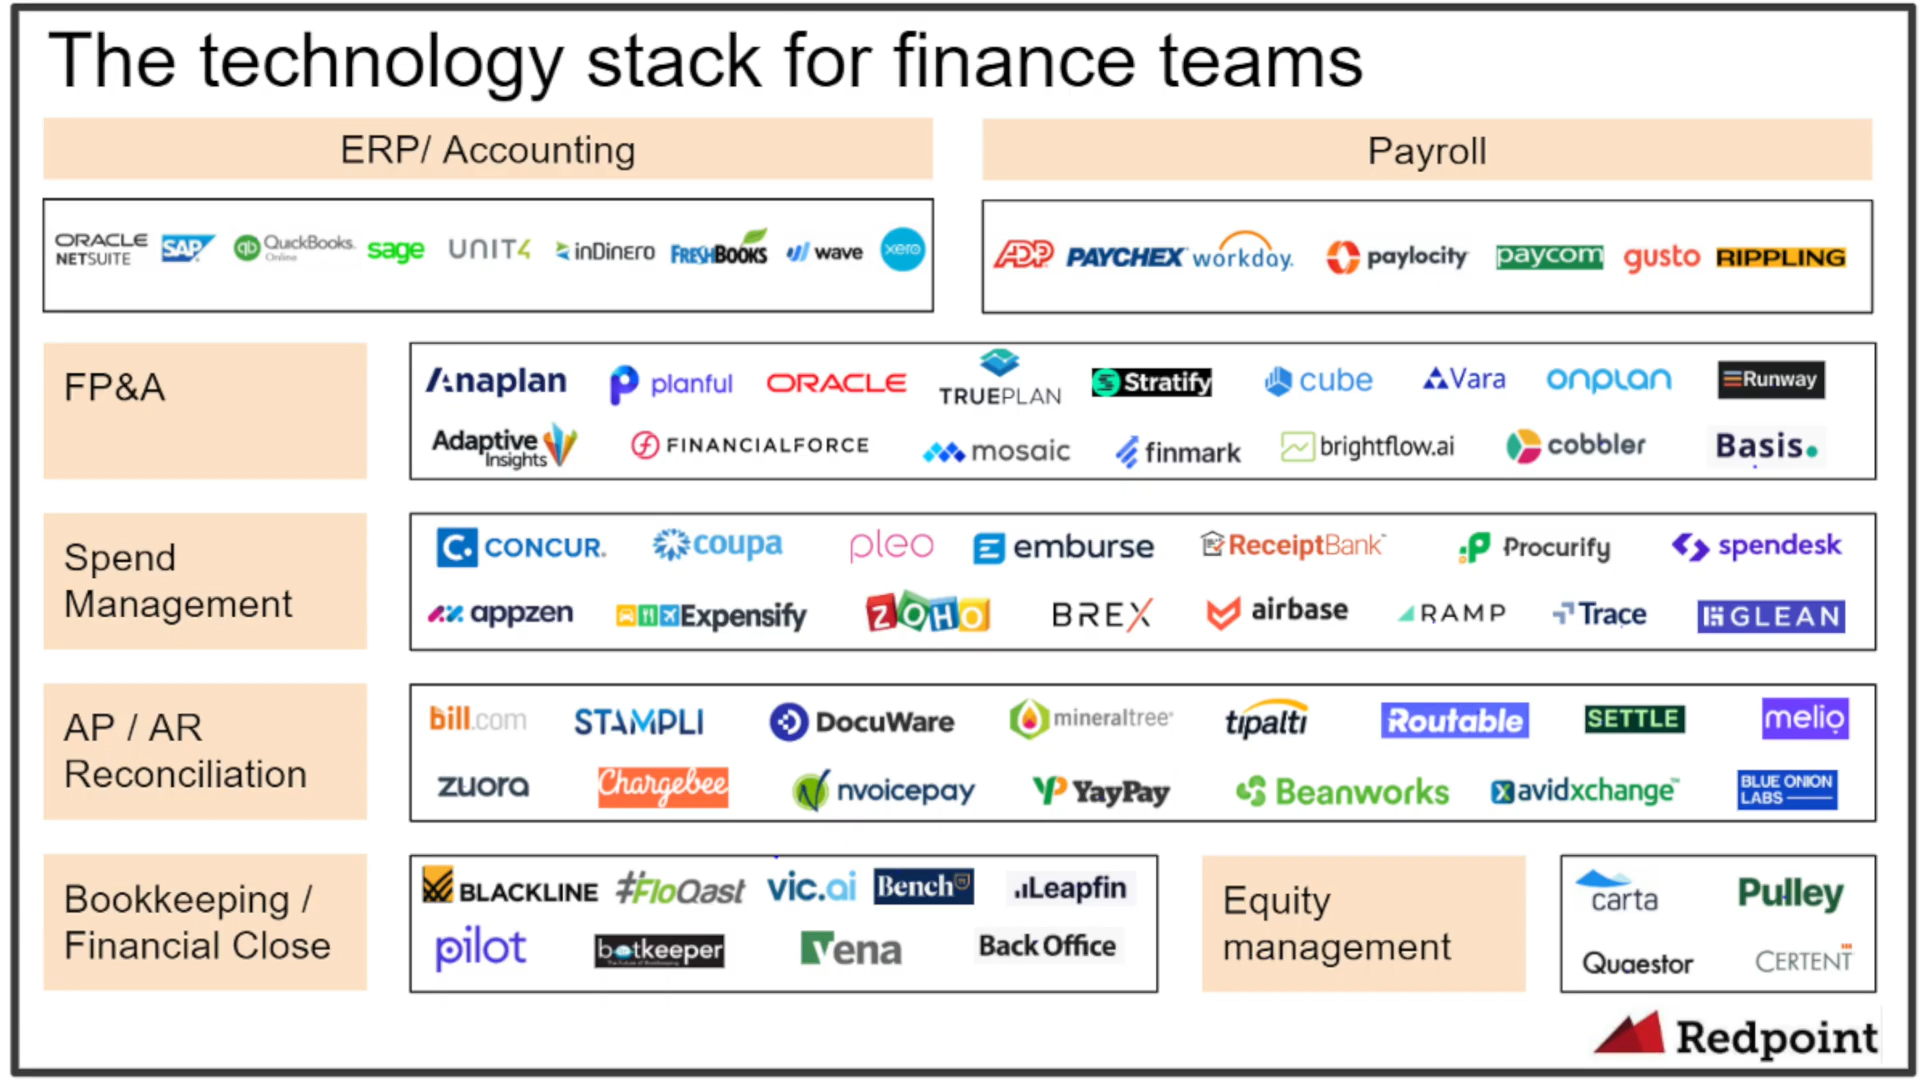 The technology stack for finance teams
ERP/ Accounting
Payroll
ORACLE NETSUITE SAP QuickBooks Online sage UNIT4 inDinero FRESHBOOKS wave xero
ADP PAYCHEX workday. paylocity paycom gusto RIPPLING
FP&A
Anaplan planful ORACLE TRUEPLAN Stratify cube Vara onplan Runway
Adaptive Insights FINANCIALFORCE mosaic finmark brightflow.ai cobbler Basis.
Spend
Management
C. CONCUR. coupa pleo emburse ReceiptBank Procurify spendesk
appzen Expensify ZOHO BREX airbase RAMP Trace GLEAN
AP / AR
Reconciliation
bill.com STAMPLI DocuWare mineraltree tipalti Routable SETTLE melio
zuora Chargebee nvoicepay YayPay Beanworks avidxchange BLUE ONION LABS
Bookkeeping /
Financial Close
BLACKLINE #FloQast vic.ai Bench Leapfin
pilot botkeeper vena Back Office
Equity
management
carta Pulley
Quaestor CERTENT
Redpoint